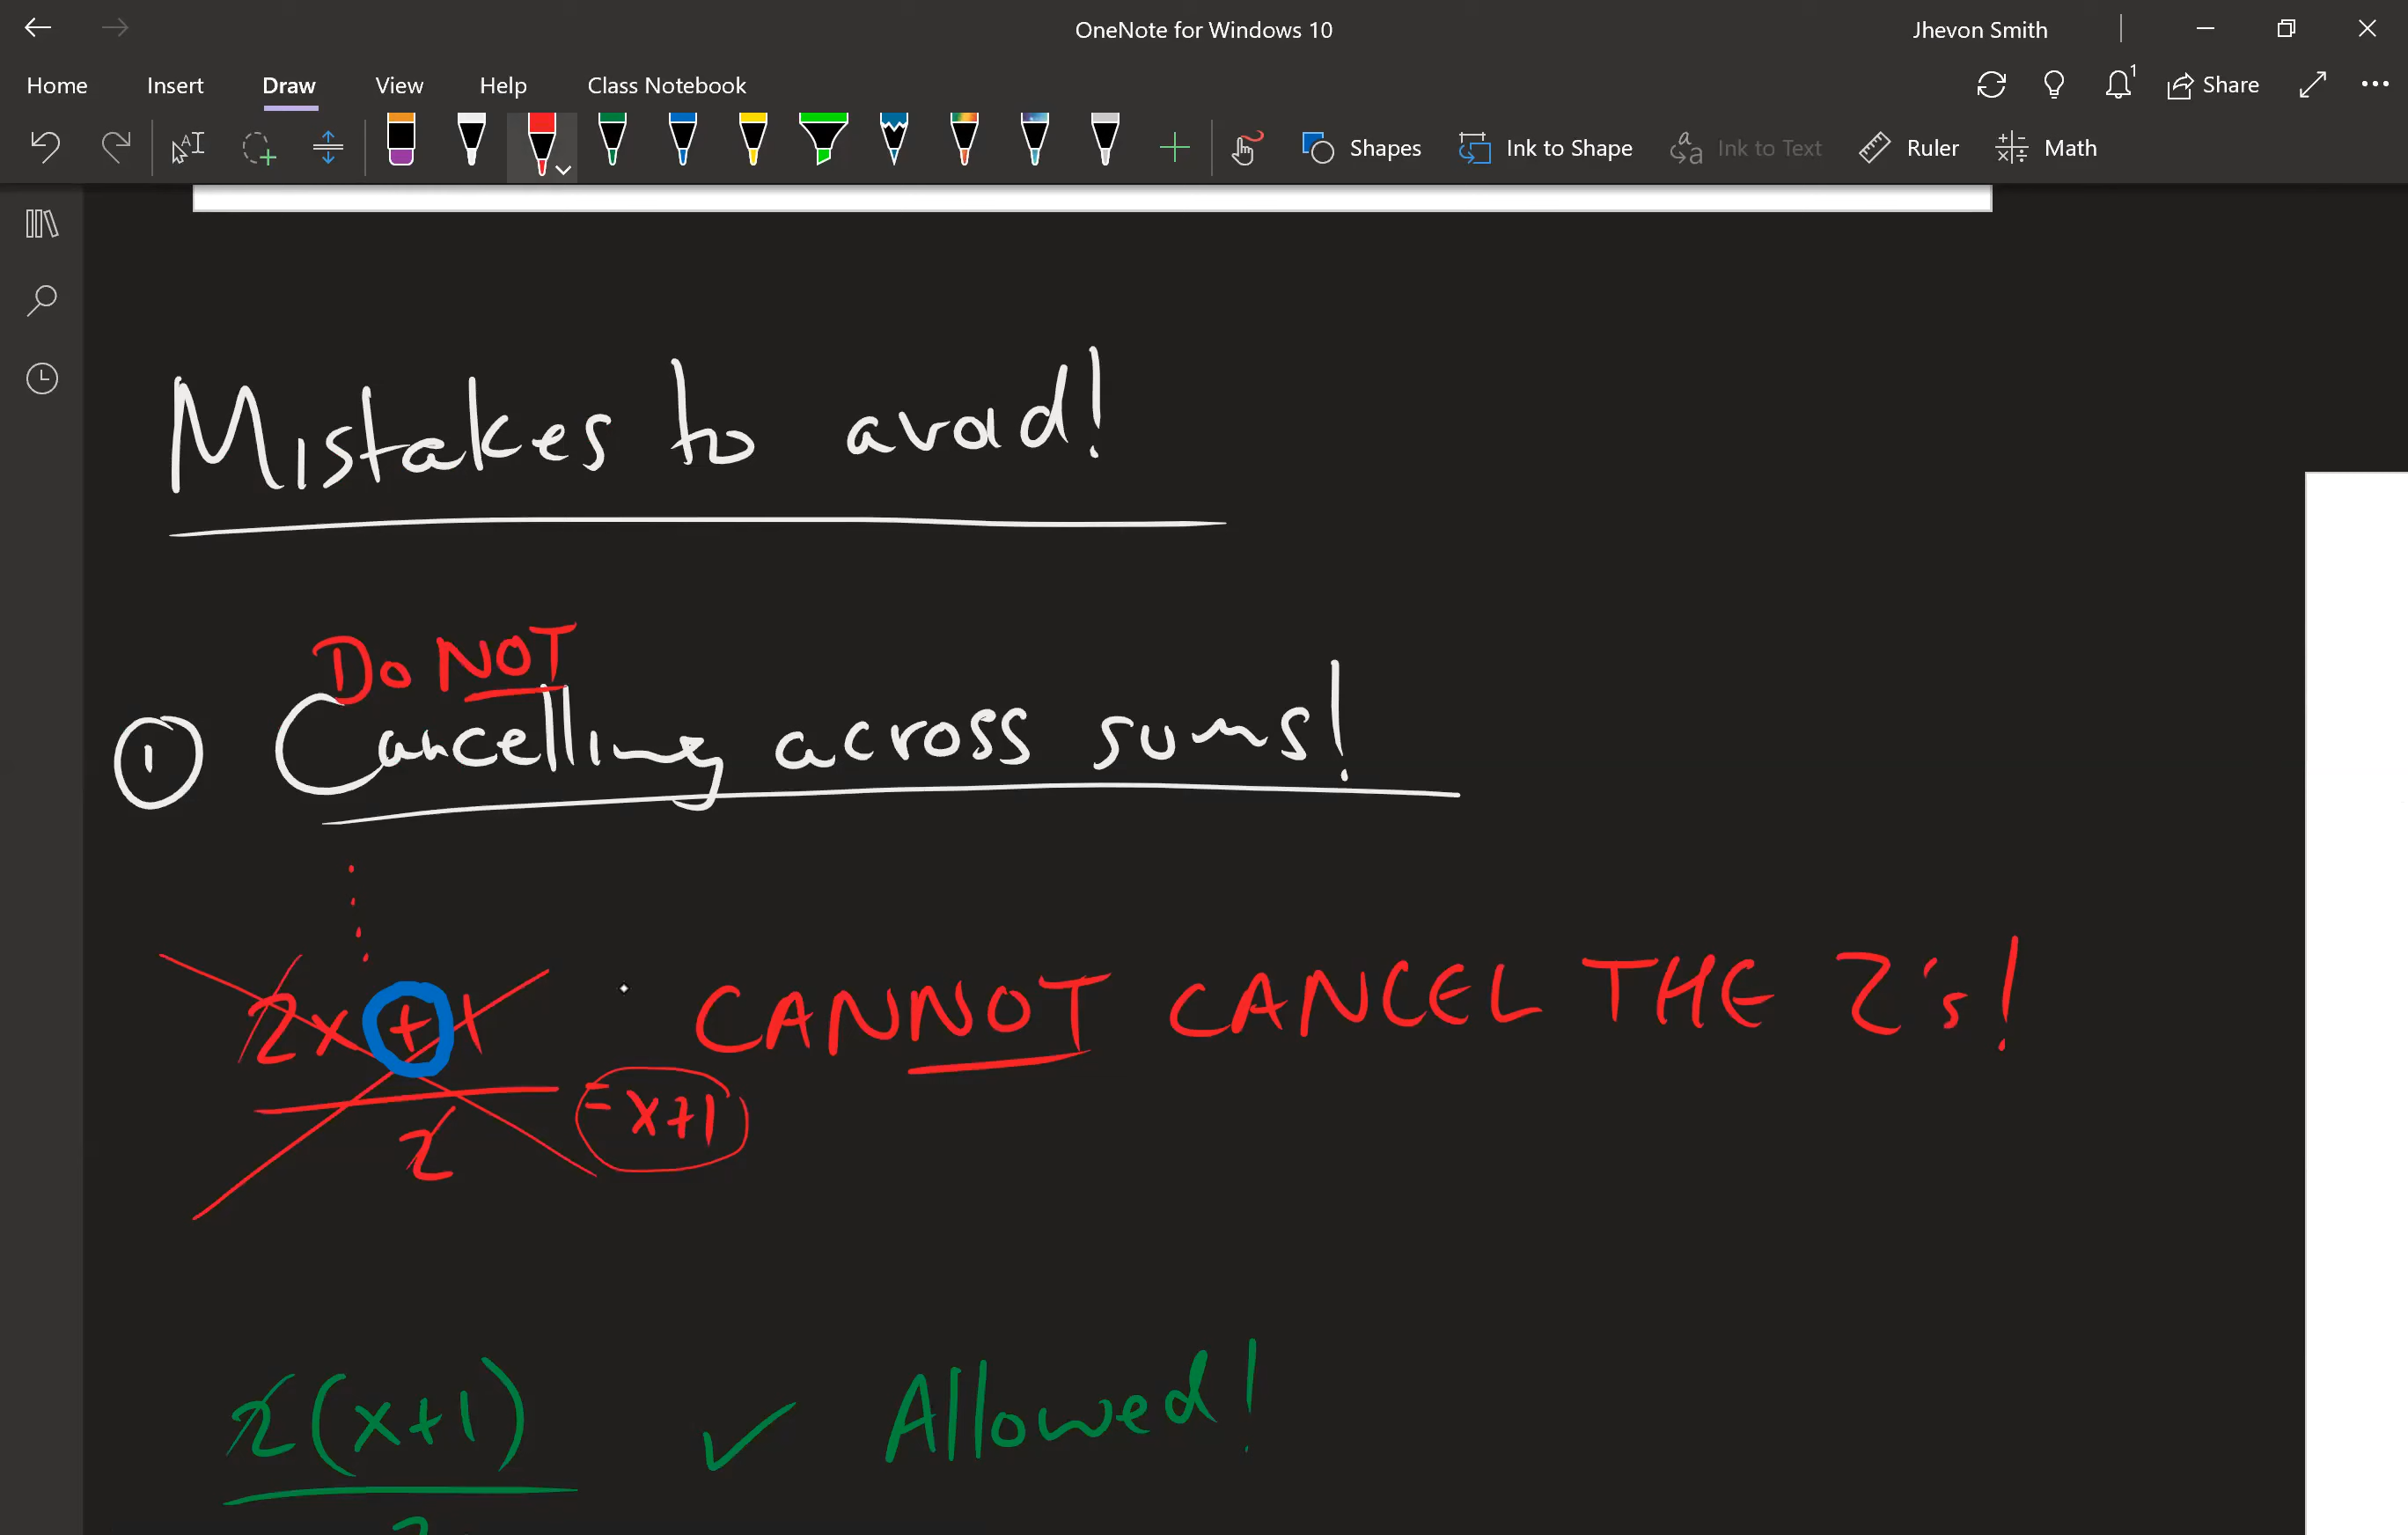 OneNote for Windows 10
Jhevon Smith
Home Insert Draw View Help Class Notebook
1 Share
Shapes Ink to Shape Ink to Text Ruler Math
Mistakes to avoid!
Do NOT
① Cancelling across sums!
2x + 1
2
= x+1
CANNOT CANCEL THE 2's!
2(x+1)
2
✓ Allowed!